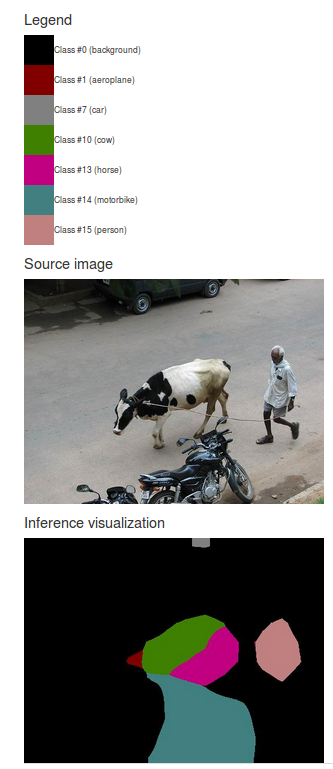 Legend
Class #0 (background)
Class #1 (aeroplane)
Class #7 (car)
Class #10 (cow)
Class #13 (horse)
Class #14 (motorbike)
Class #15 (person)
Source image
Inference visualization